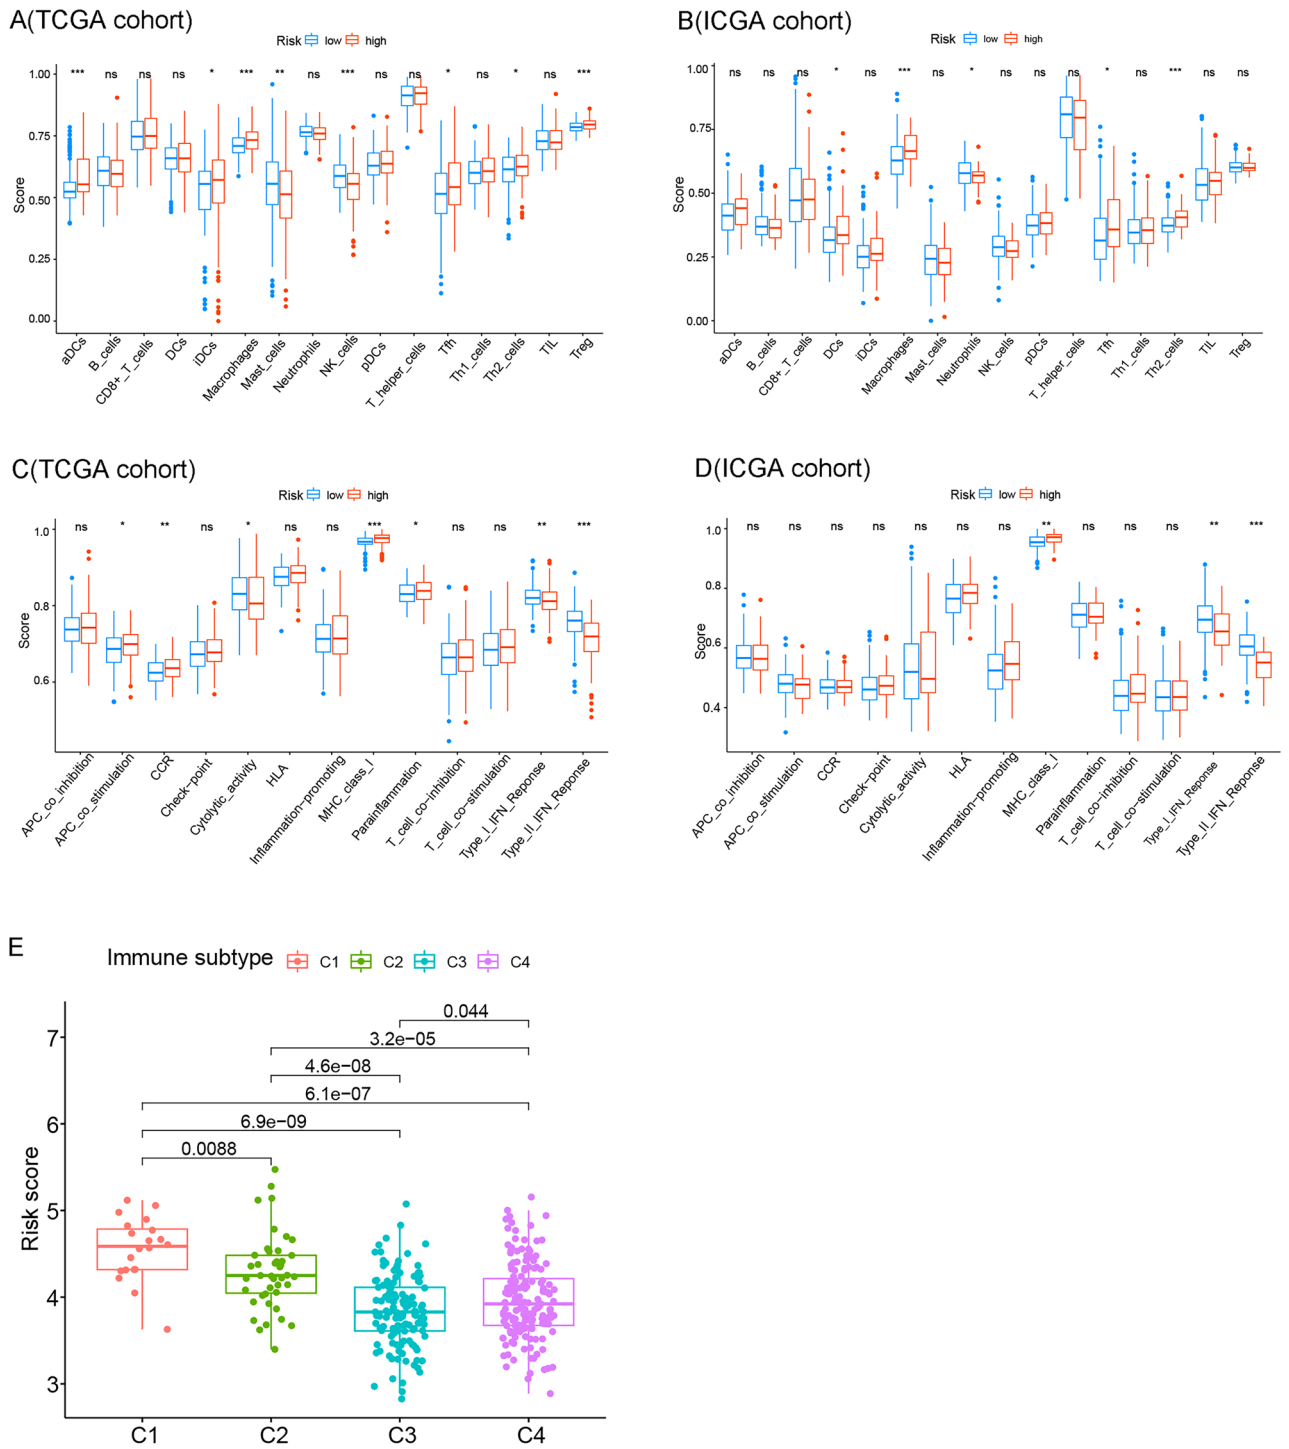 A(TCGA cohort)
Risk low high
*** ns ns ns * *** ** ns *** ns ns * ns * ns ***
1.00
0.75
0.50
0.25
0.00
Score
aDCs
B_cells
CD8+_T_cells
DCs
iDCs
Macrophages
Mast_cells
Neutrophils
NK_cells
pDCs
T_helper_cells
Tfh
Th1_cells
Th2_cells
TIL
Treg
B(ICGA cohort)
Risk low high
ns ns ns * ns *** ns * ns ns ns * ns *** ns ns
1.00
0.75
0.50
0.25
0.00
Score
aDCs
B_cells
CD8+_T_cells
DCs
iDCs
Macrophages
Mast_cells
Neutrophils
NK_cells
pDCs
T_helper_cells
Tfh
Th1_cells
Th2_cells
TIL
Treg
C(TCGA cohort)
Risk low high
ns * ** ns * ns ns *** * ns ns ** ***
1.0
0.8
0.6
Score
APC_co_inhibition
APC_co_stimulation
CCR
Check-point
Cytolytic_activity
HLA
Inflammation-promoting
MHC_class_I
Parainflammation
T_cell_co-inhibition
T_cell_co-stimulation
Type_I_IFN_Reponse
Type_II_IFN_Reponse
D(ICGA cohort)
Risk low high
ns ns ns ns ns ns ns ** ns ns ns ** ***
1.0
0.8
0.6
0.4
Score
APC_co_inhibition
APC_co_stimulation
CCR
Check-point
Cytolytic_activity
HLA
Inflammation-promoting
MHC_class_I
Parainflammation
T_cell_co-inhibition
T_cell_co-stimulation
Type_I_IFN_Reponse
Type_II_IFN_Reponse
E
Immune subtype C1 C2 C3 C4
0.044
3.2e-05
4.6e-08
6.1e-07
6.9e-09
0.0088
7
6
5
4
3
Risk score
C1 C2 C3 C4